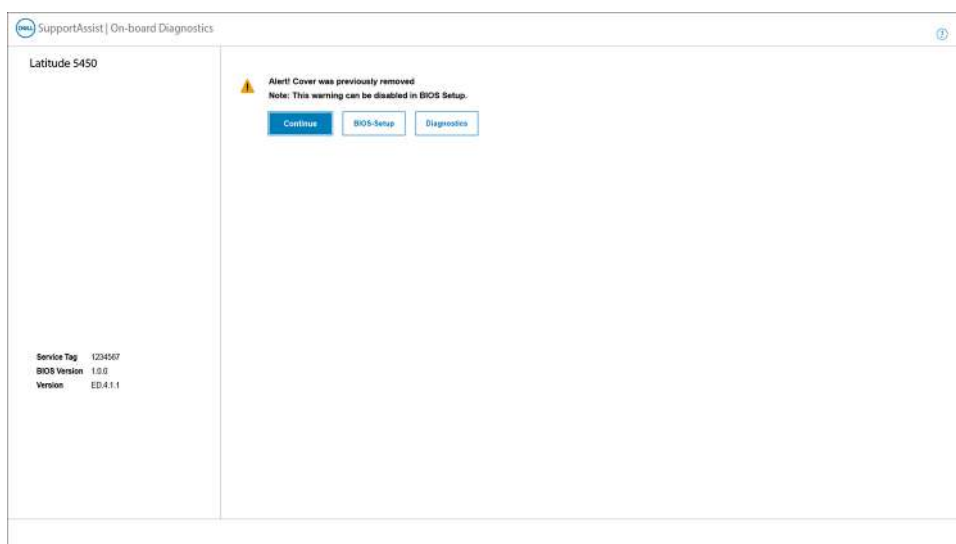 DELL SupportAssist | On-board Diagnostics
Latitude 5450
Alert! Cover was previously removed
Note: This warning can be disabled in BIOS Setup.
Continue BIOS-Setup Diagnostics
Service Tag 1234567
BIOS Version 1.0.0
Version ED.4.1.1